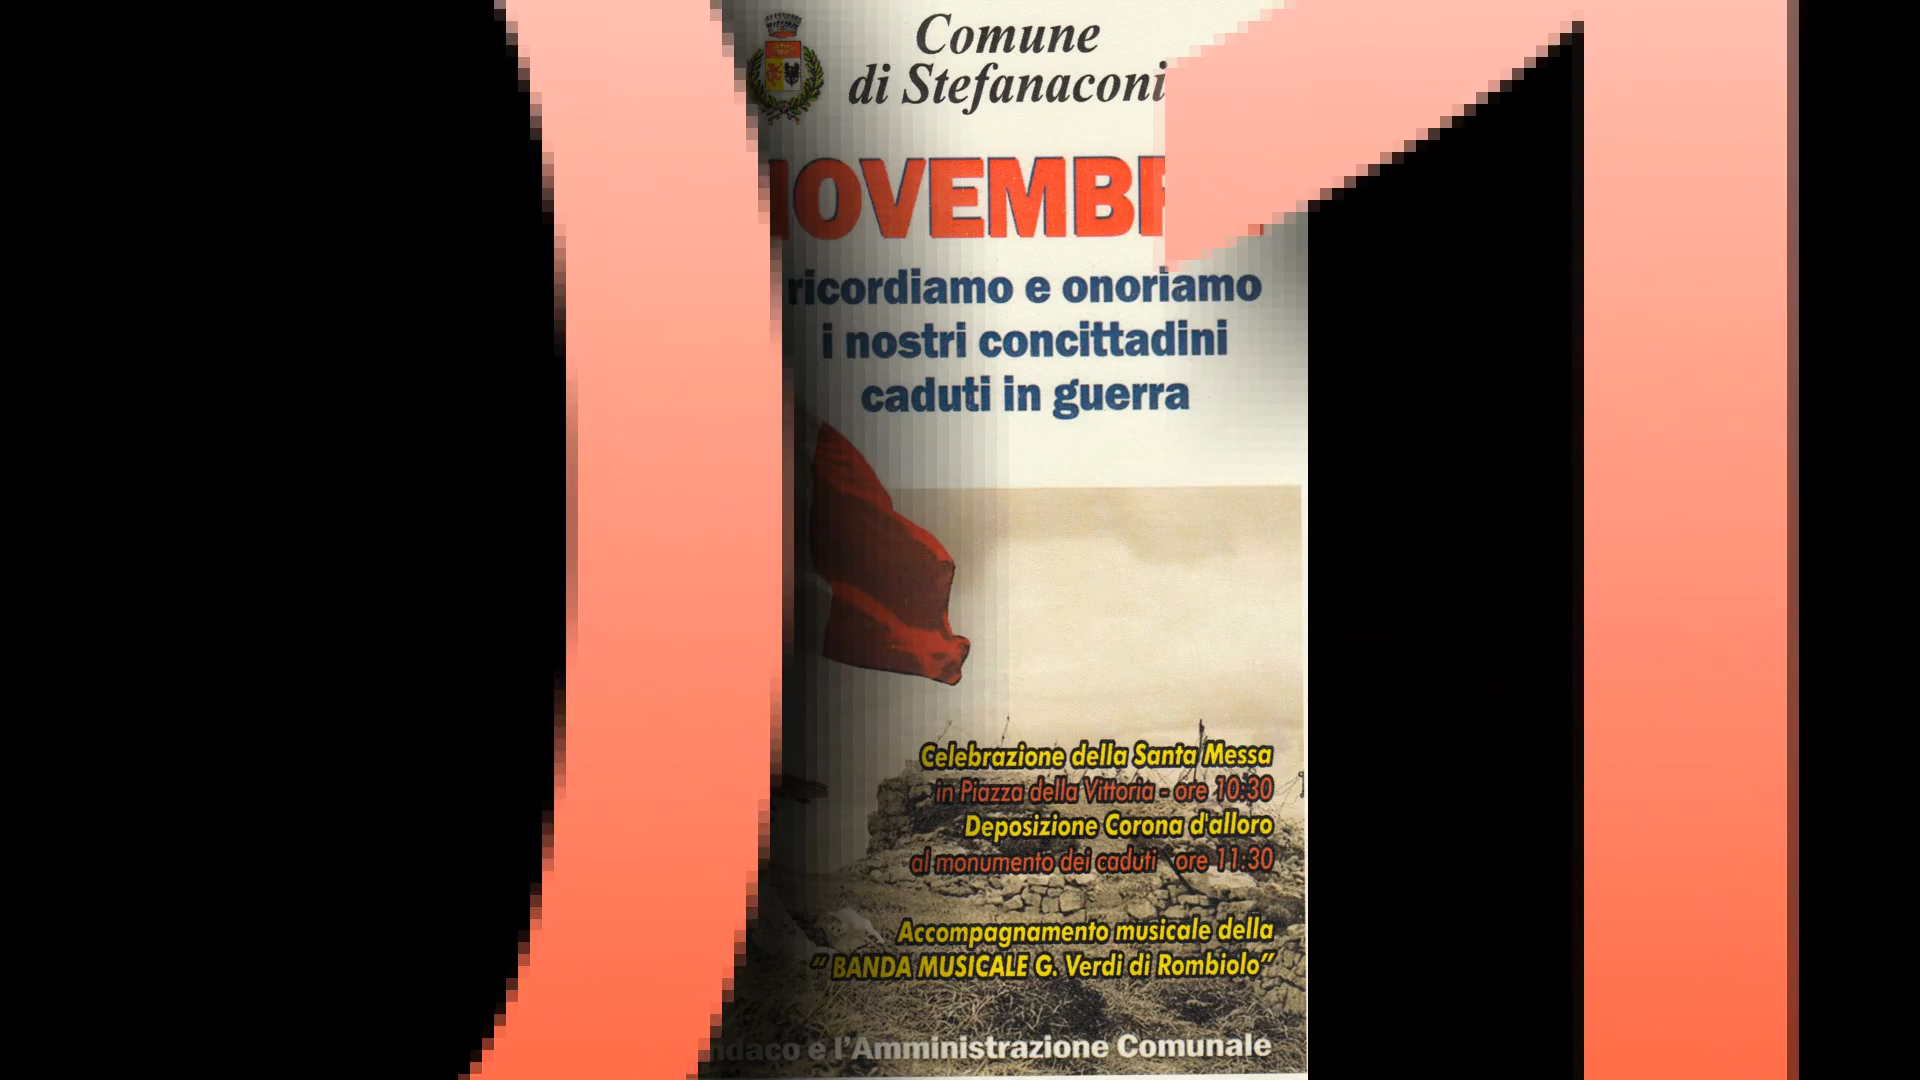 Comune
di Stefanaconi
ricordiamo e onoriamo
i nostri concittadini
caduti in guerra
Celebrazione della Santa Messa
in Piazza della Vittoria - ore 10:30
Deposizione Corona d'alloro
al monumento dei caduti ore 11:30
Accompagnamento musicale della
" BANDA MUSICALE G. Verdi di Rombiolo"
e l'Amministrazione Comunale